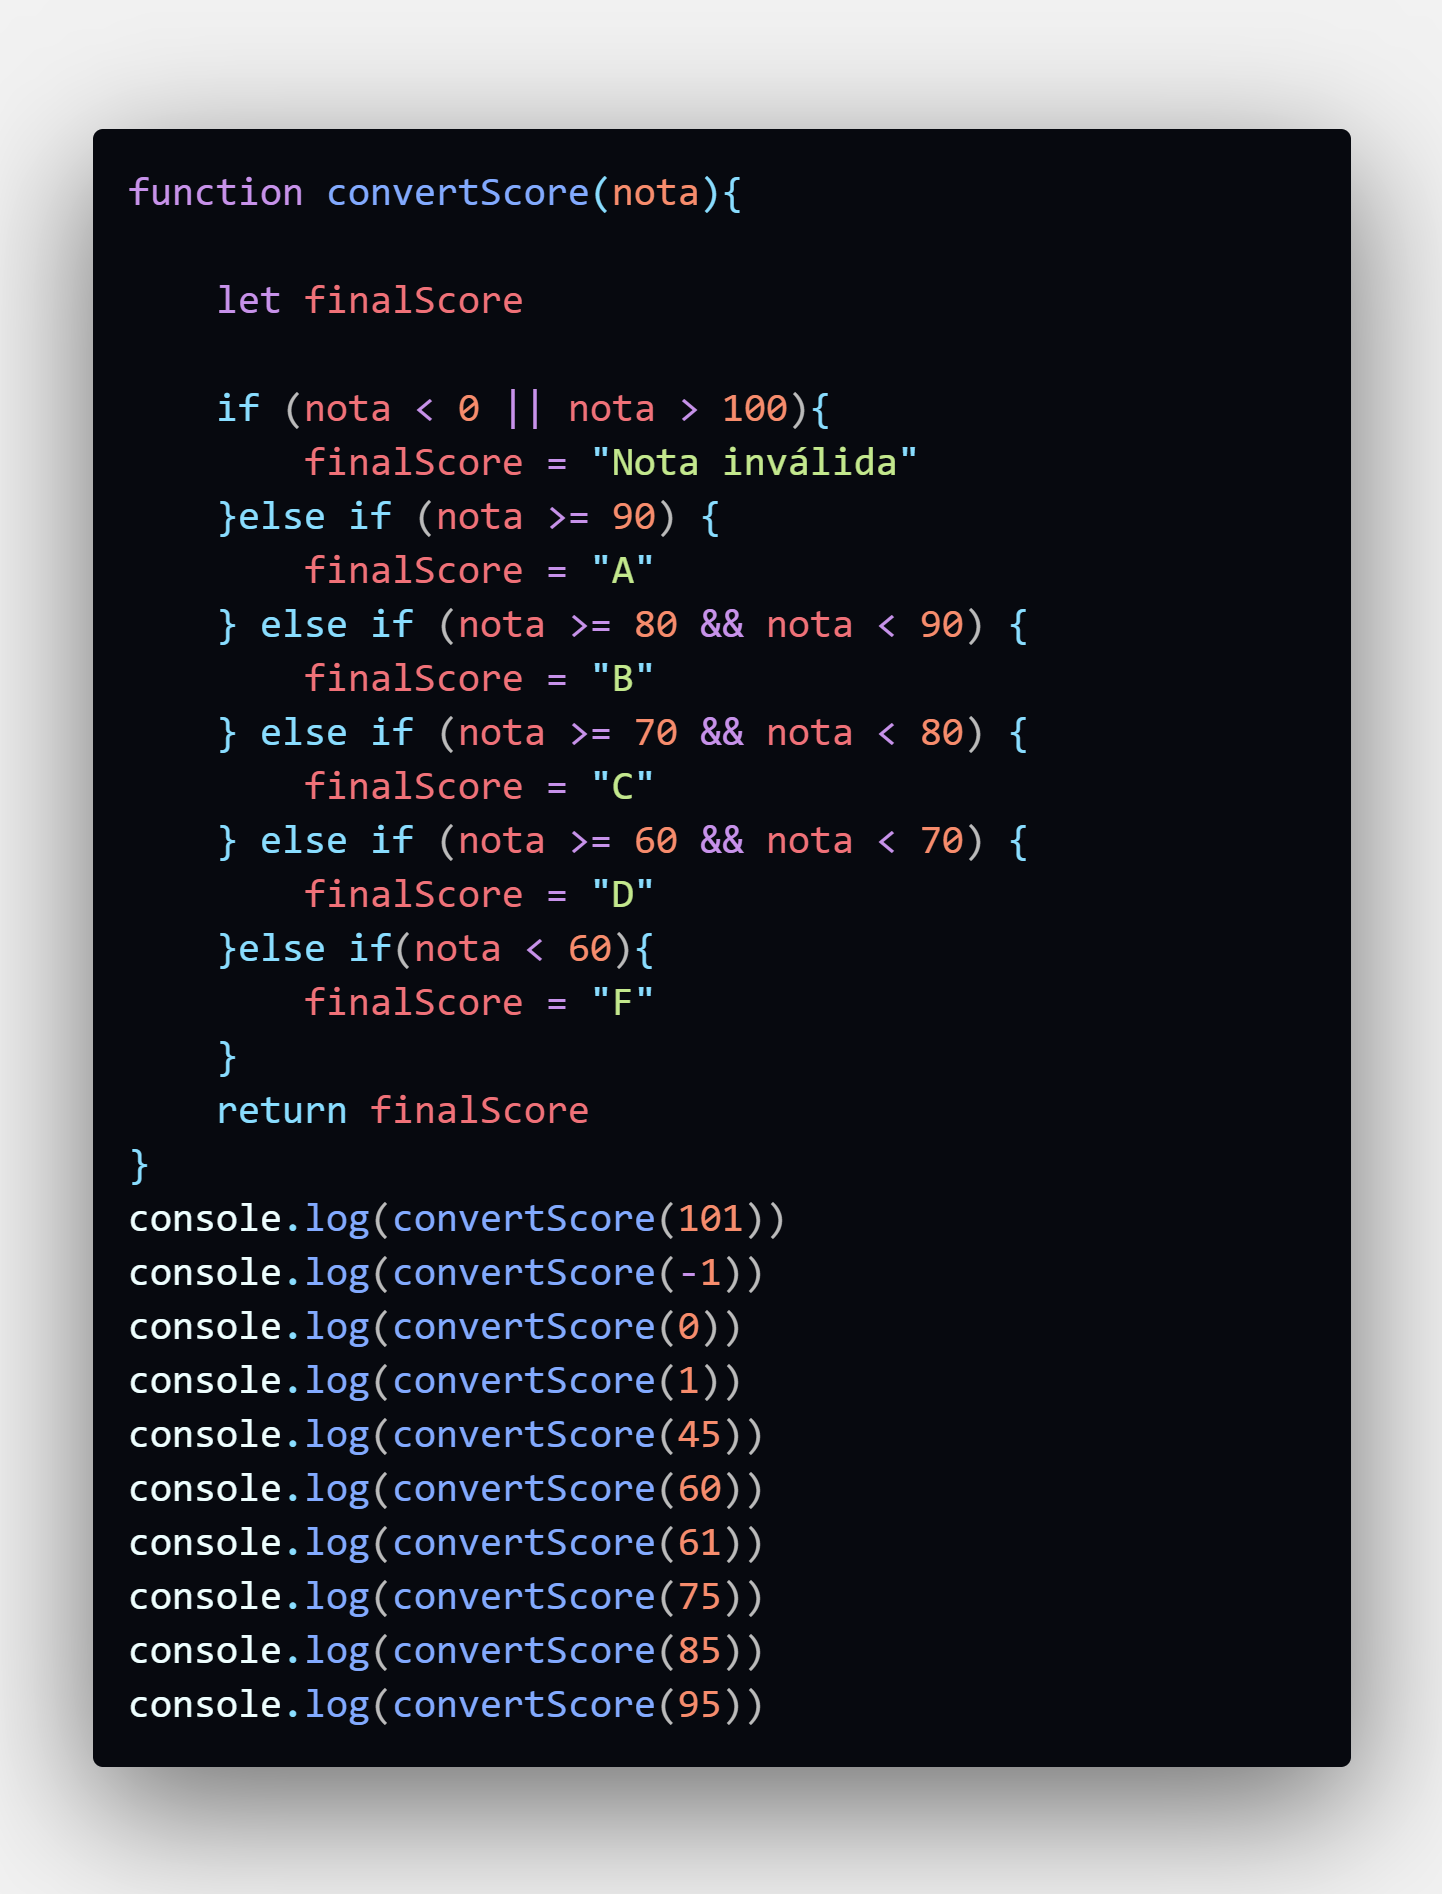 function convertScore(nota){
let finalScore
if (nota < 0 || nota > 100){
finalScore = "Nota inválida"
}else if (nota >= 90) {
finalScore = "A"
} else if (nota >= 80 && nota < 90) {
finalScore = "B"
} else if (nota >= 70 && nota < 80) {
finalScore = "C"
} else if (nota >= 60 && nota < 70) {
finalScore = "D"
}else if(nota < 60){
finalScore = "F"
}
return finalScore
}
console.log(convertScore(101))
console.log(convertScore(-1))
console.log(convertScore(0))
console.log(convertScore(1))
console.log(convertScore(45))
console.log(convertScore(60))
console.log(convertScore(61))
console.log(convertScore(75))
console.log(convertScore(85))
console.log(convertScore(95))